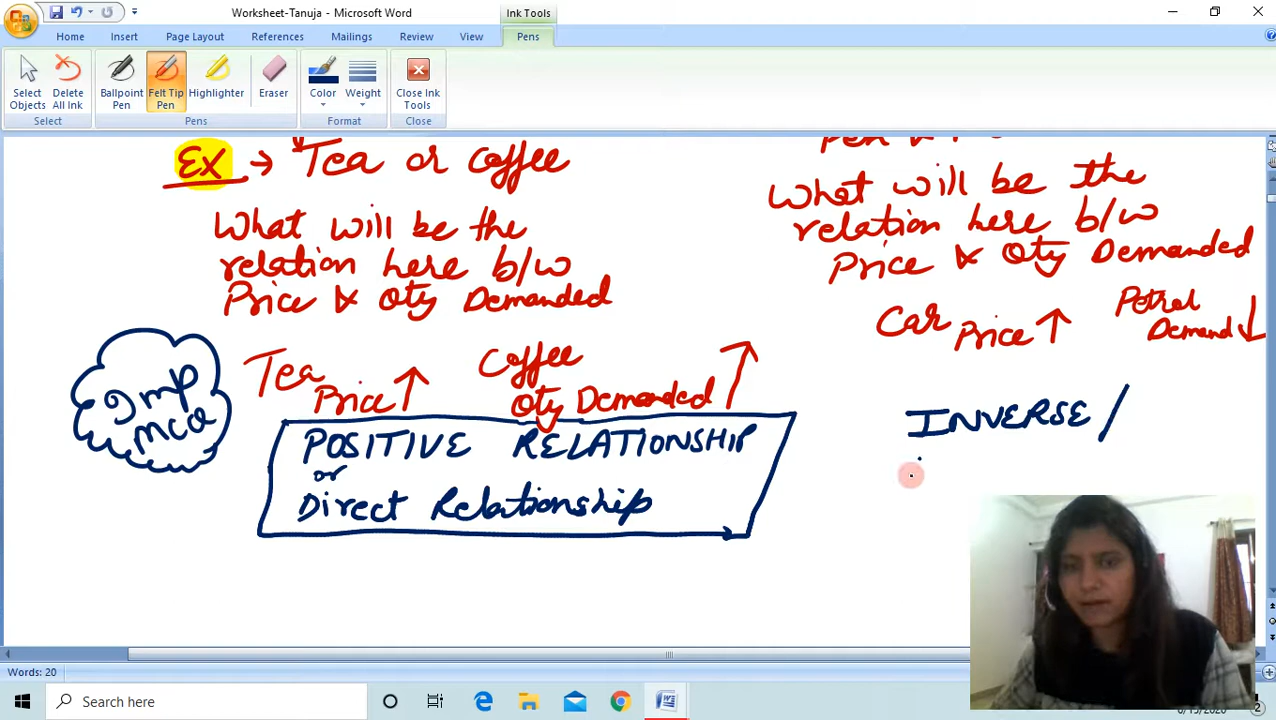 Worksheet-Tanuja - Microsoft Word
Ink Tools
Home
Insert
Page Layout
References
Mailings
Review
View
Pens
Select Objects
Delete All Ink
Ballpoint Pen
Felt Tip Pen
Highlighter
Eraser
Color
Weight
Close Ink Tools
Select
Pens
Format
Close
EX → Tea or Coffee
What will be the
relation here b/w
Price & Qty Demanded
Tea Price ↑
Coffee Qty Demanded ↑
Imp
MCQ
POSITIVE RELATIONSHIP
or
Direct Relationship
Pen &
What will be the
relation here b/w
Price & Qty Demanded
Car Price ↑
Petrol Demand ↓
INVERSE /
Words: 20
Search here
2